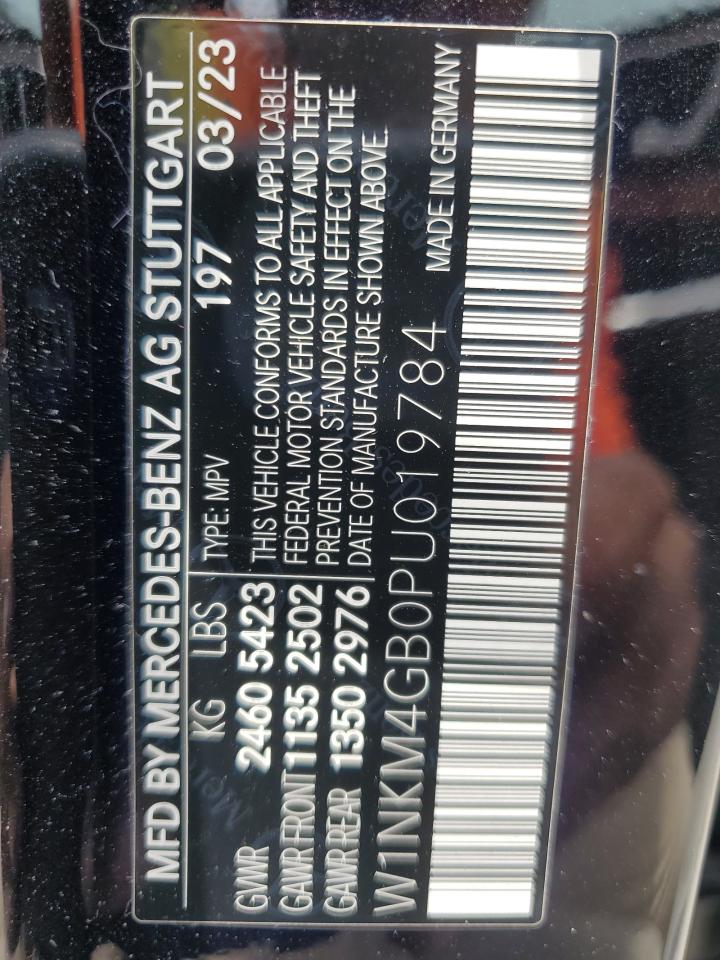 MFD BY MERCEDES-BENZ AG STUTTGART
KG LBS
TYPE: MPV 197 03/23
GWR 2460 5423
GAWR FRONT 1135 2502
GAWR REAR 1350 2976
THIS VEHICLE CONFORMS TO ALL APPLICABLE
FEDERAL MOTOR VEHICLE SAFETY AND THEFT
PREVENTION STANDARDS IN EFFECT ON THE
DATE OF MANUFACTURE SHOWN ABOVE.
W1NKM4GB0PU019784
MADE IN GERMANY